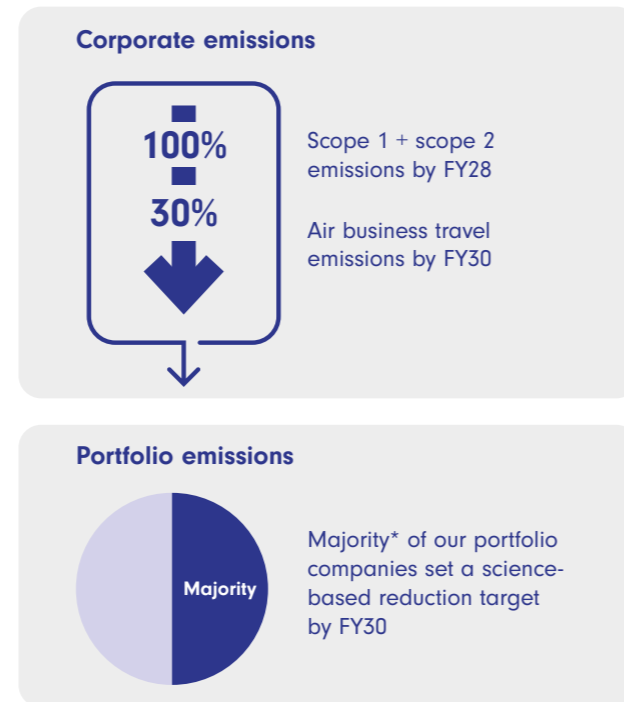 Corporate emissions
100%
Scope 1 + scope 2
emissions by FY28
30%
Air business travel
emissions by FY30
Portfolio emissions
Majority
Majority* of our portfolio
companies set a science-
based reduction target
by FY30